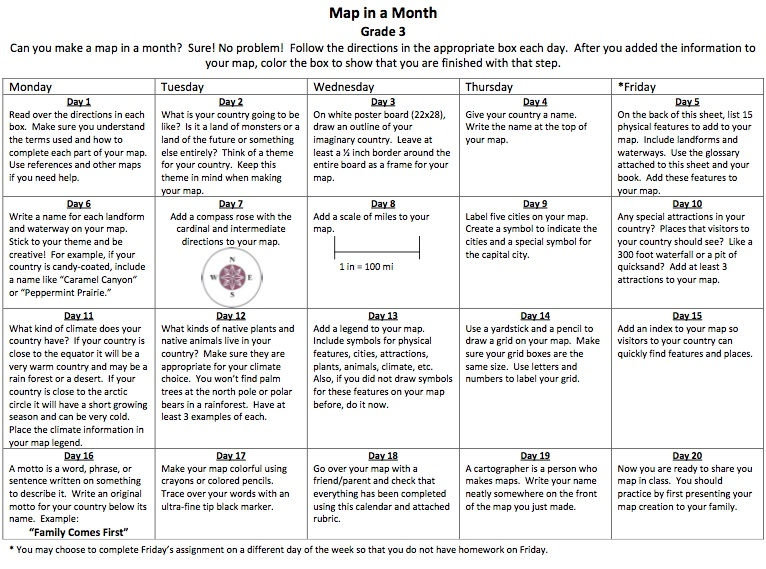 Map in a Month
Grade 3
Can you make a map in a month?  Sure! No problem!  Follow the directions in the appropriate box each day.  After you added the information to
your map, color the box to show that you are finished with that step.
Monday
Tuesday
Wednesday
Thursday
*Friday
Day 1
Read over the directions in each
box.  Make sure you understand
the terms used and how to
complete each part of your map.
Use references and other maps
if you need help.
Day 2
What is your country going to be
like?  Is it a land of monsters or a
land of the future or something
else entirely?  Think of a theme
for your country.  Keep this
theme in mind when making
your map.
Day 3
On white poster board (22x28),
draw an outline of your
imaginary country.  Leave at
least a ½ inch border around the
entire board as a frame for your
map.
Day 4
Give your country a name.
Write the name at the top of
your map.
Day 5
On the back of this sheet, list 15
physical features to add to your
map.  Include landforms and
waterways.  Use the glossary
attached to this sheet and your
book.  Add these features to
your map.
Day 6
Write a name for each landform
and waterway on your map.
Stick to your theme and be
creative!  For example, if your
country is candy-coated, include
a name like “Caramel Canyon”
or “Peppermint Prairie.”
Day 7
Add a compass rose with the
cardinal and intermediate
directions to your map.
N
W E
S
Day 8
Add a scale of miles to your
map.
1 in = 100 mi
Day 9
Label five cities on your map.
Create a symbol to indicate the
cities and a special symbol for
the capital city.
Day 10
Any special attractions in your
country?  Places that visitors to
your country should see?  Like a
300 foot waterfall or a pit of
quicksand?  Add at least 3
attractions to your map.
Day 11
What kind of climate does your
country have?  If your country is
close to the equator it will be a
very warm country and may be a
rain forest or a desert.  If your
country is close to the arctic
circle it will have a short growing
season and can be very cold.
Place the climate information in
your map legend.
Day 12
What kinds of native plants and
native animals live in your
country?  Make sure they are
appropriate for your climate
choice.  You won’t find palm
trees at the north pole or polar
bears in a rainforest.  Have at
least 3 examples of each.
Day 13
Add a legend to your map.
Include symbols for physical
features, cities, attractions,
plants, animals, climate, etc.
Also, if you did not draw symbols
for these features on your map
before, do it now.
Day 14
Use a yardstick and a pencil to
draw a grid on your map.  Make
sure your grid boxes are the
same size.  Use letters and
numbers to label your grid.
Day 15
Add an index to your map so
visitors to your country can
quickly find features and places.
Day 16
A motto is a word, phrase, or
sentence written on something
to describe it.  Write an original
motto for your country below its
name.  Example:
“Family Comes First”
Day 17
Make your map colorful using
crayons or colored pencils.
Trace over your words with an
ultra-fine tip black marker.
Day 18
Go over your map with a
friend/parent and check that
everything has been completed
using this calendar and attached
rubric.
Day 19
A cartographer is a person who
makes maps.  Write your name
neatly somewhere on the front
of the map you just made.
Day 20
Now you are ready to share you
map in class.  You should
practice by first presenting your
map creation to your family.
* You may choose to complete Friday’s assignment on a different day of the week so that you do not have homework on Friday.